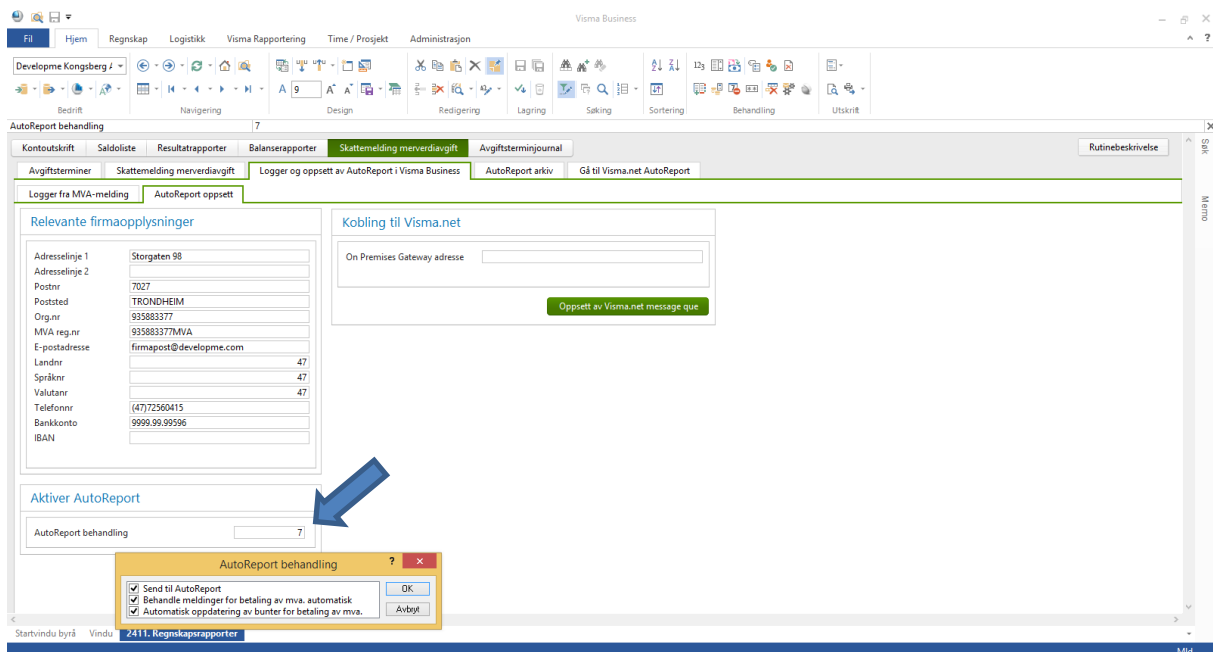 Visma Business
Fil Hjem Regnskap Logistikk Visma Rapportering Time / Prosjekt Administrasjon
Developme Kongsberg A
A 9
Bedrift Navigering Design Redigering Lagring Søking Sortering Behandling Utskrift
AutoReport behandling 7
Kontoutskrift Saldoliste Resultatrapporter Balanserapporter Skattemelding merverdiavgift Avgiftsterminjournal Rutinebeskrivelse
Søk
Avgiftsterminer Skattemelding merverdiavgift Logger og oppsett av AutoReport i Visma Business AutoReport arkiv Gå til Visma.net AutoReport
Memo
Logger fra MVA-melding AutoReport oppsett
Relevante firmaopplysninger
Adresselinje 1 Storgaten 98
Adresselinje 2
Postnr 7027
Poststed TRONDHEIM
Org.nr 935883377
MVA reg.nr 935883377MVA
E-postadresse firmapost@developme.com
Landnr 47
Språknr 47
Valutanr 47
Telefonnr (47)72560415
Bankkonto 9999.99.99596
IBAN
Kobling til Visma.net
On Premises Gateway adresse
Oppsett av Visma.net message que
Aktiver AutoReport
AutoReport behandling 7
AutoReport behandling ?
Send til AutoReport
Behandle meldinger for betaling av mva. automatisk
Automatisk oppdatering av bunter for betaling av mva.
OK
Avbryt
Startvindu byrå Vindu 2411. Regnskapsrapporter
Mld